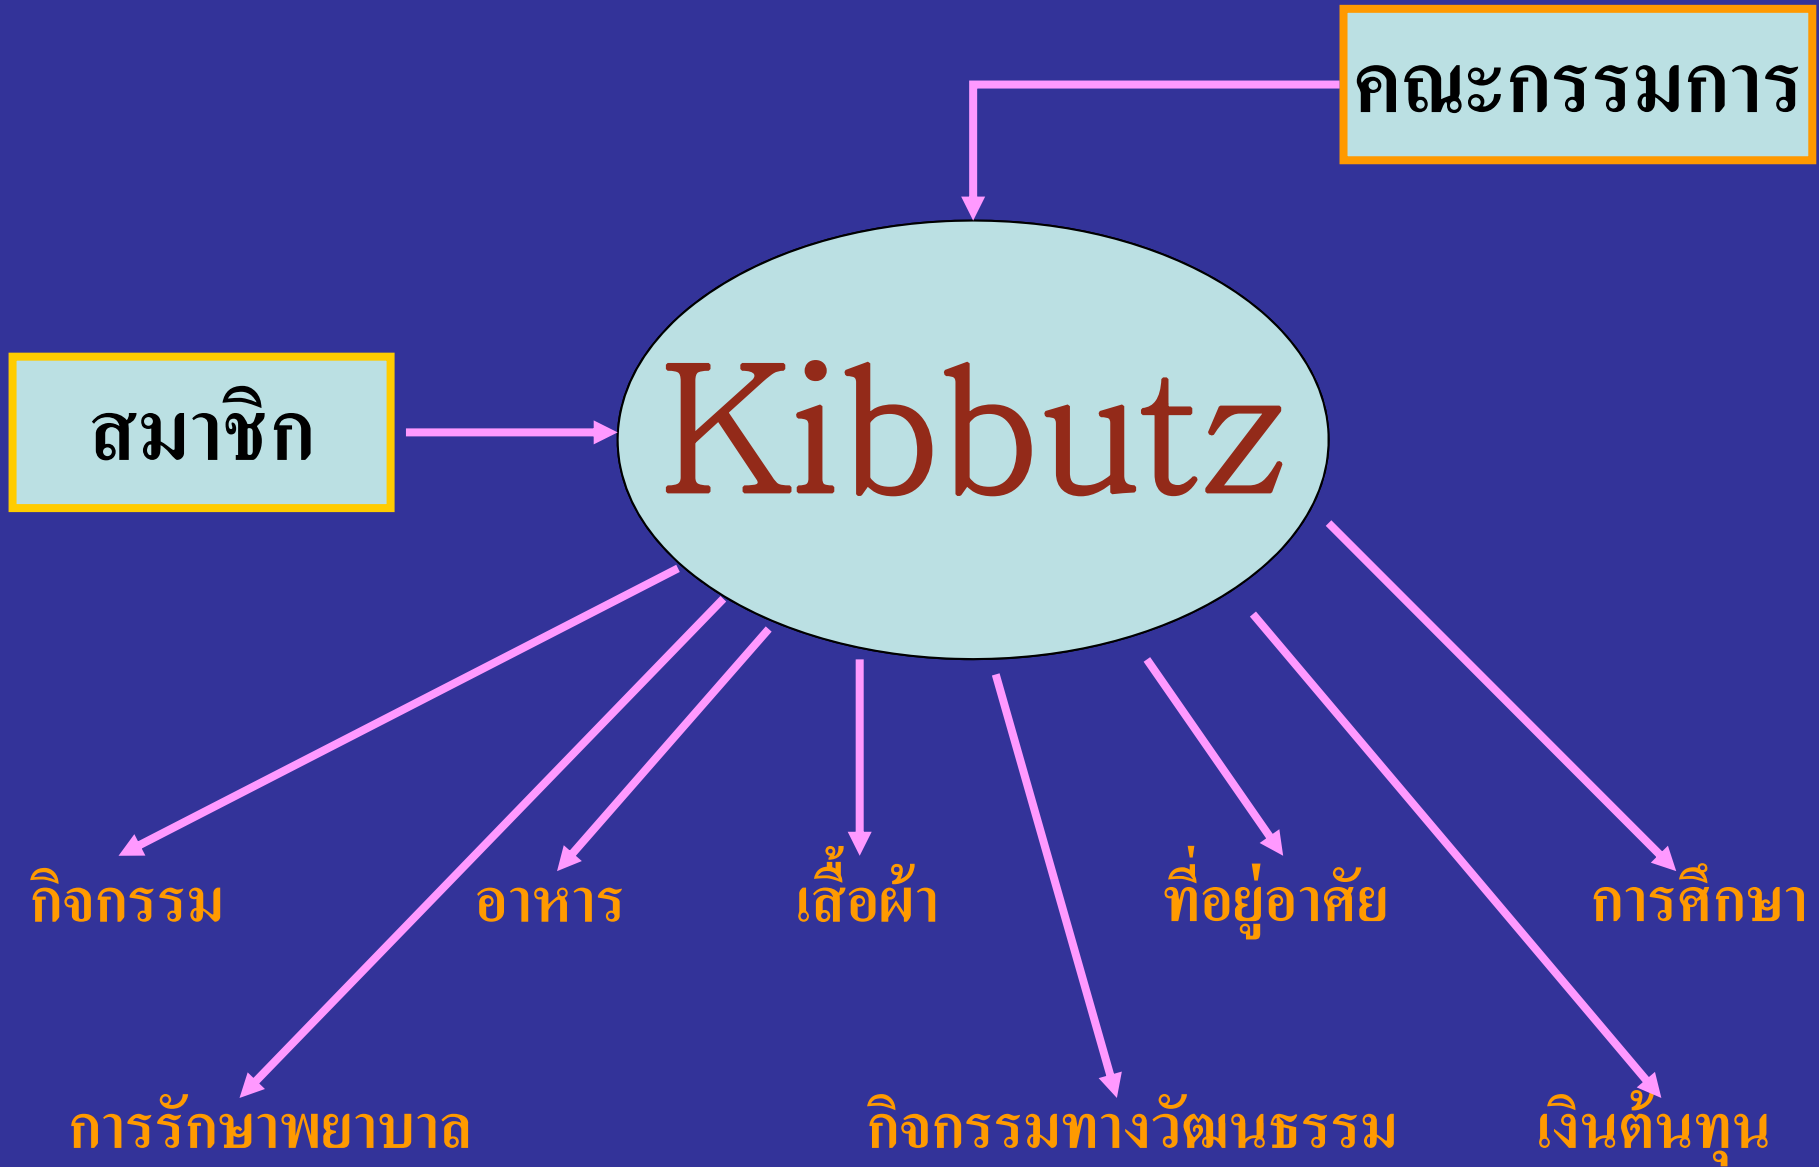 คณะกรรมการ
สมาชิก
Kibbutz
กิจกรรม
อาหาร
เสื้อผ้า
ที่อยู่อาศัย
การศึกษา
การรักษาพยาบาล
กิจกรรมทางวัฒนธรรม
เงินต้นทุน